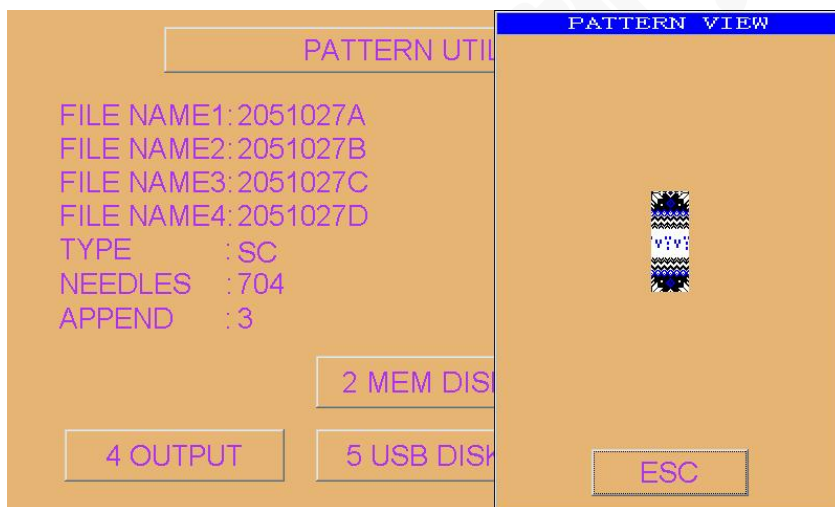 PATTERN UTIL
FILE NAME1:2051027A
FILE NAME2:2051027B
FILE NAME3:2051027C
FILE NAME4:2051027D
TYPE :SC
NEEDLES :704
APPEND :3
2 MEM DIS
4 OUTPUT
5 USB DISK
PATTERN VIEW
ESC